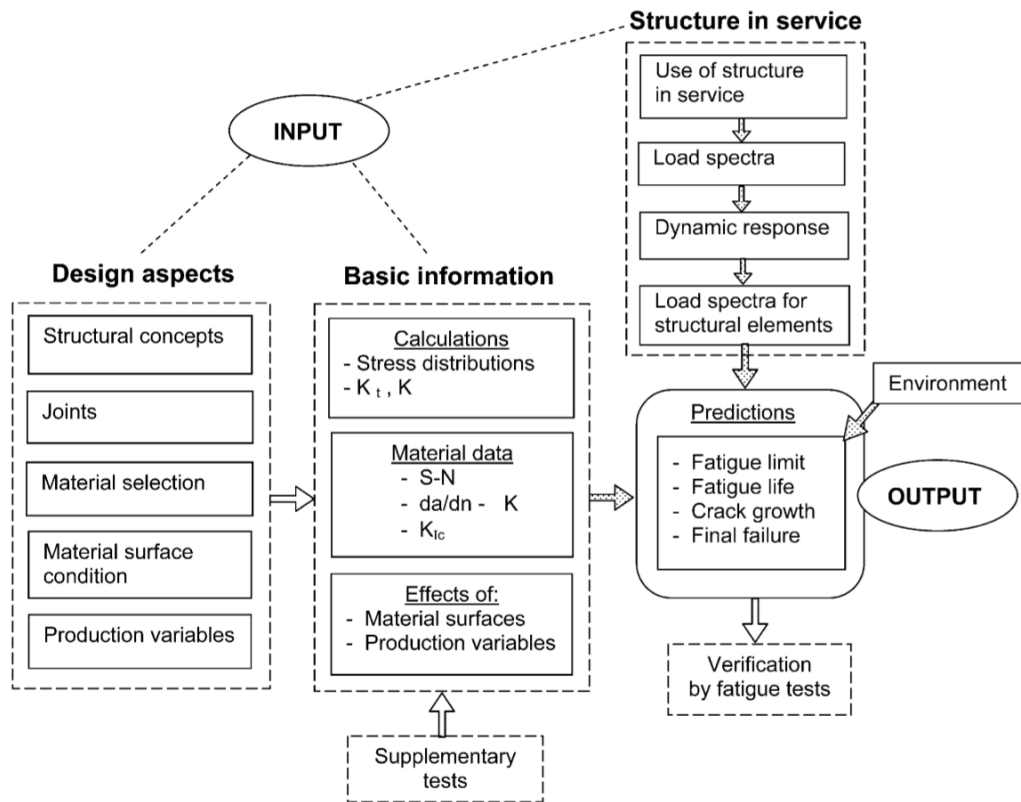 Structure in service
Use of structure
in service
Load spectra
Dynamic response
Load spectra for
structural elements
INPUT
Design aspects
Structural concepts
Joints
Material selection
Material surface
condition
Production variables
Basic information
Calculations
- Stress distributions
- K t , K
Material data
- S-N
- da/dn - K
- KIc
Effects of:
- Material surfaces
- Production variables
Supplementary
tests
Environment
Predictions
- Fatigue limit
- Fatigue life
- Crack growth
- Final failure
OUTPUT
Verification
by fatigue tests